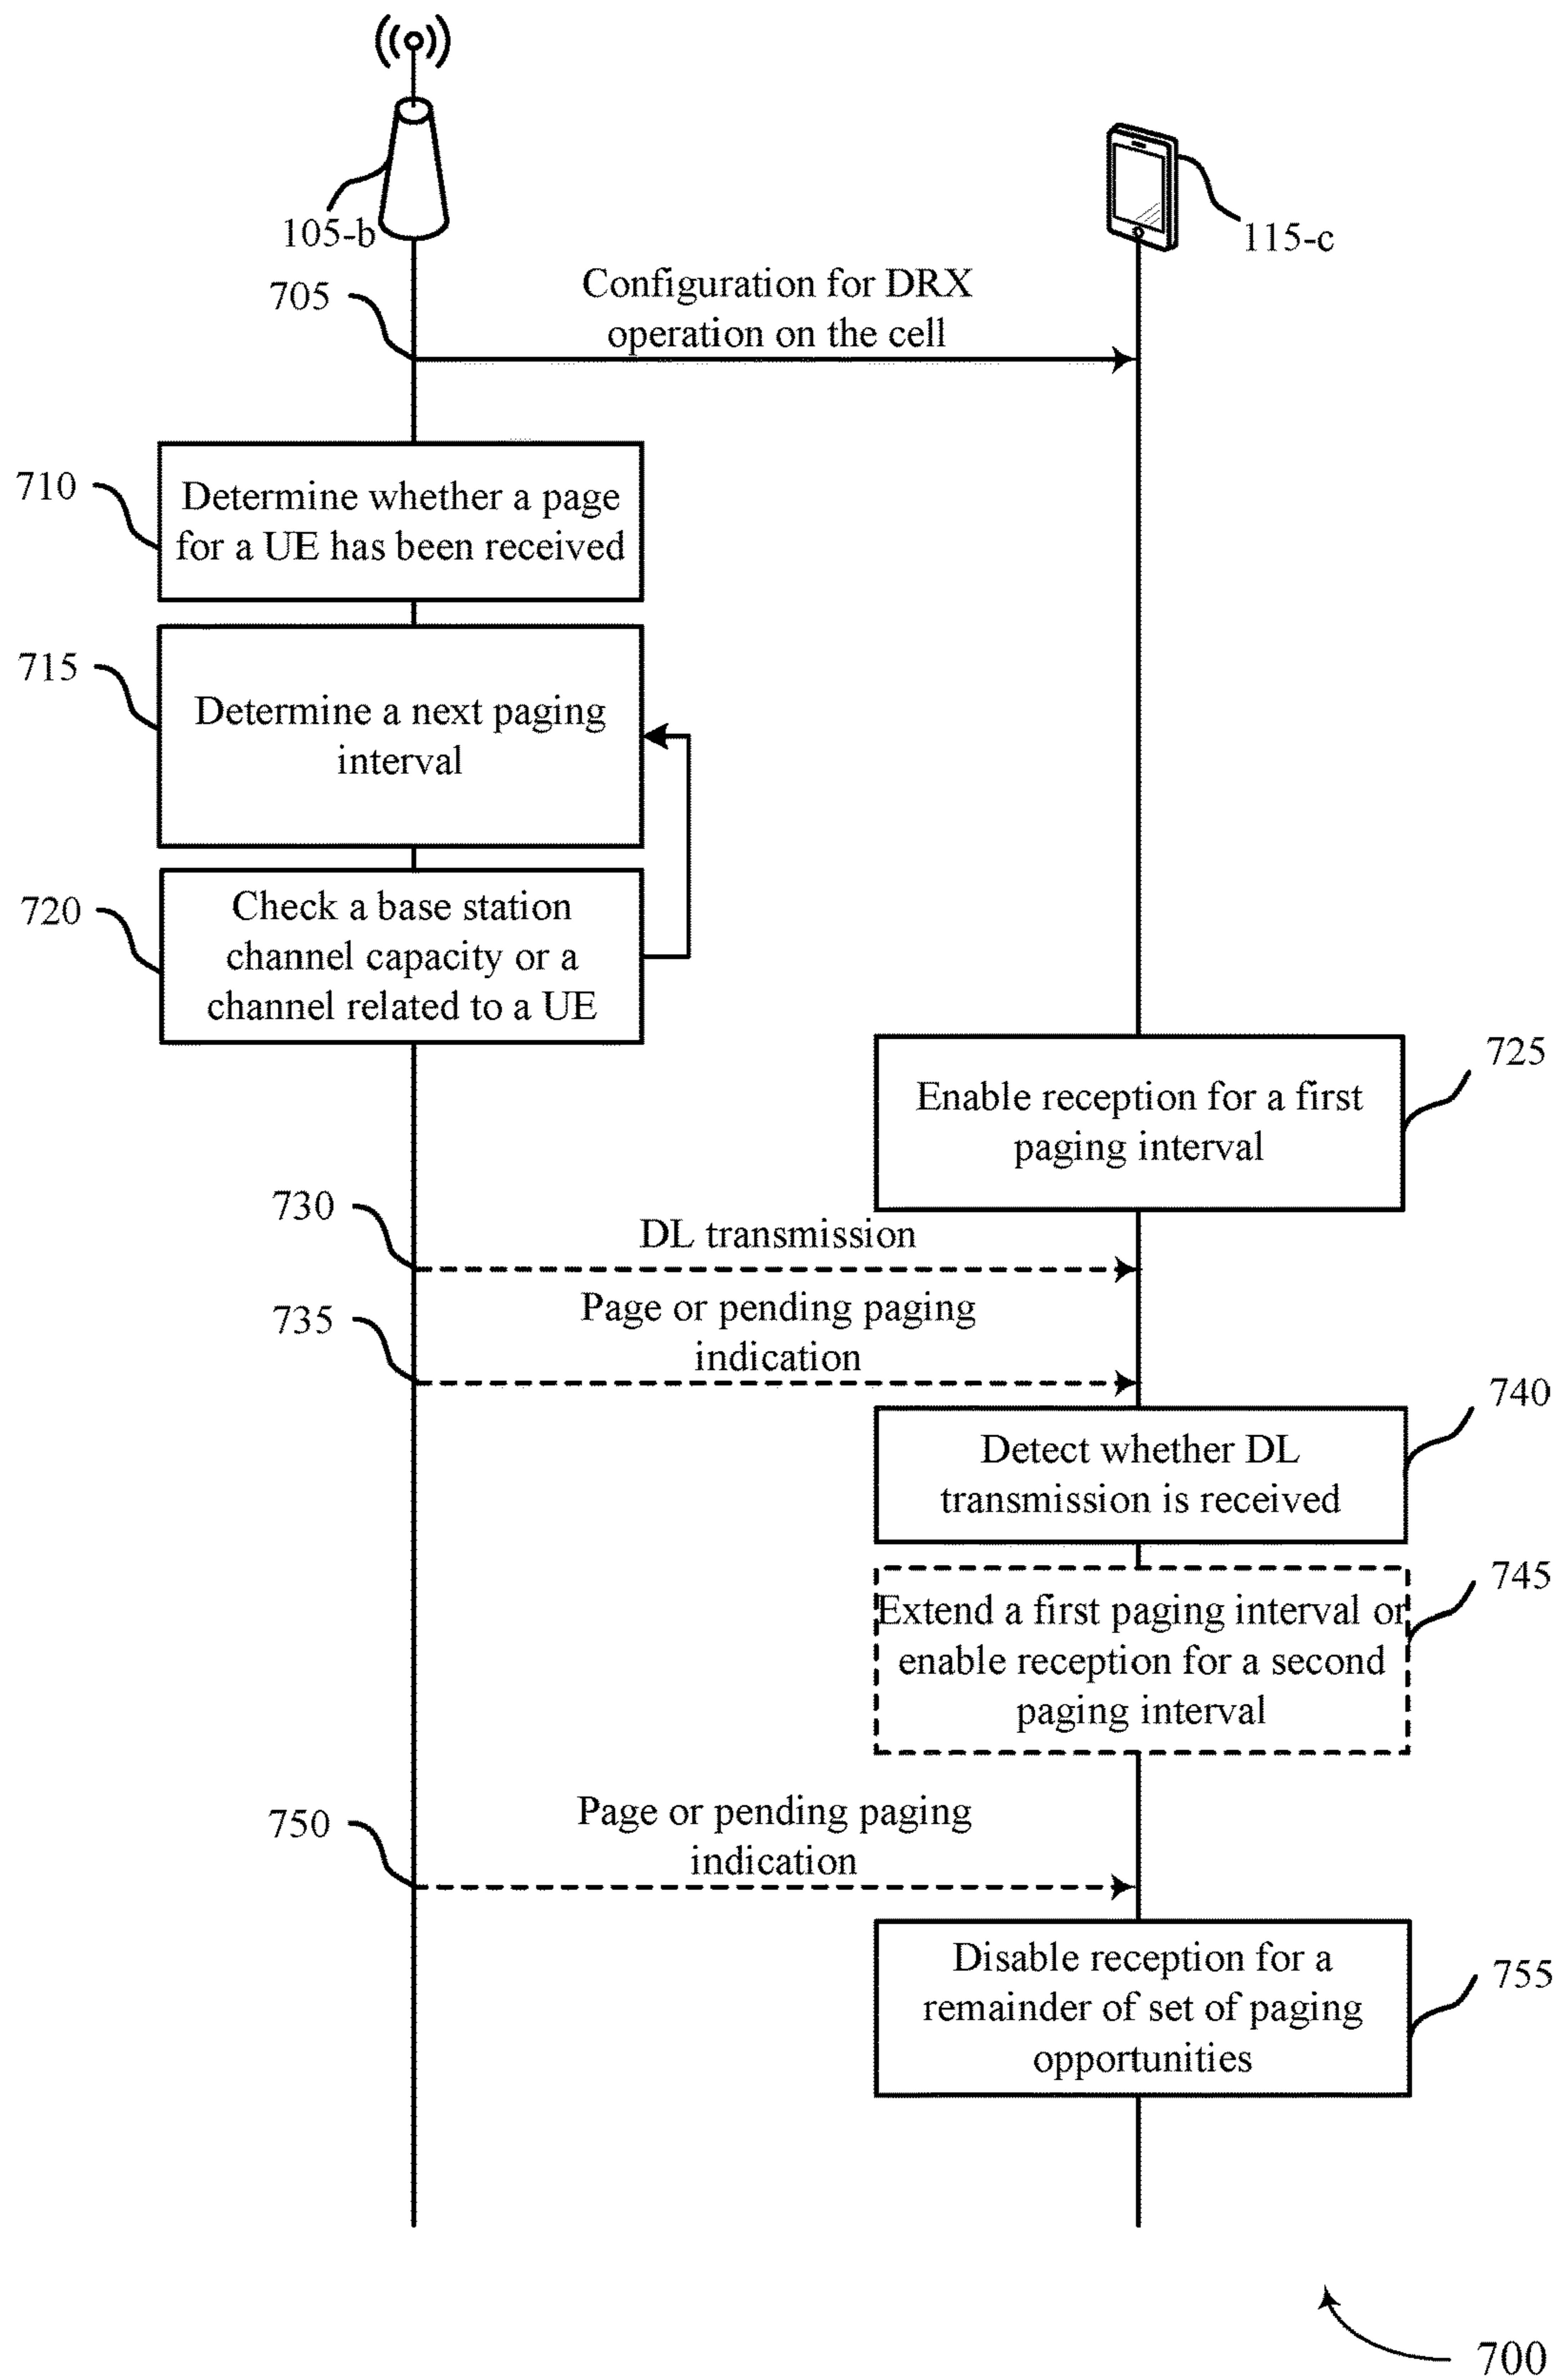 105-b
115-c
705
Configuration for DRX
operation on the cell
710
Determine whether a page
for a UE has been received
715
Determine a next paging
interval
720
Check a base station
channel capacity or a
channel related to a UE
725
Enable reception for a first
paging interval
730
DL transmission
735
Page or pending paging
indication
740
Detect whether DL
transmission is received
745
Extend a first paging interval or
enable reception for a second
paging interval
750
Page or pending paging
indication
755
Disable reception for a
remainder of set of paging
opportunities
700